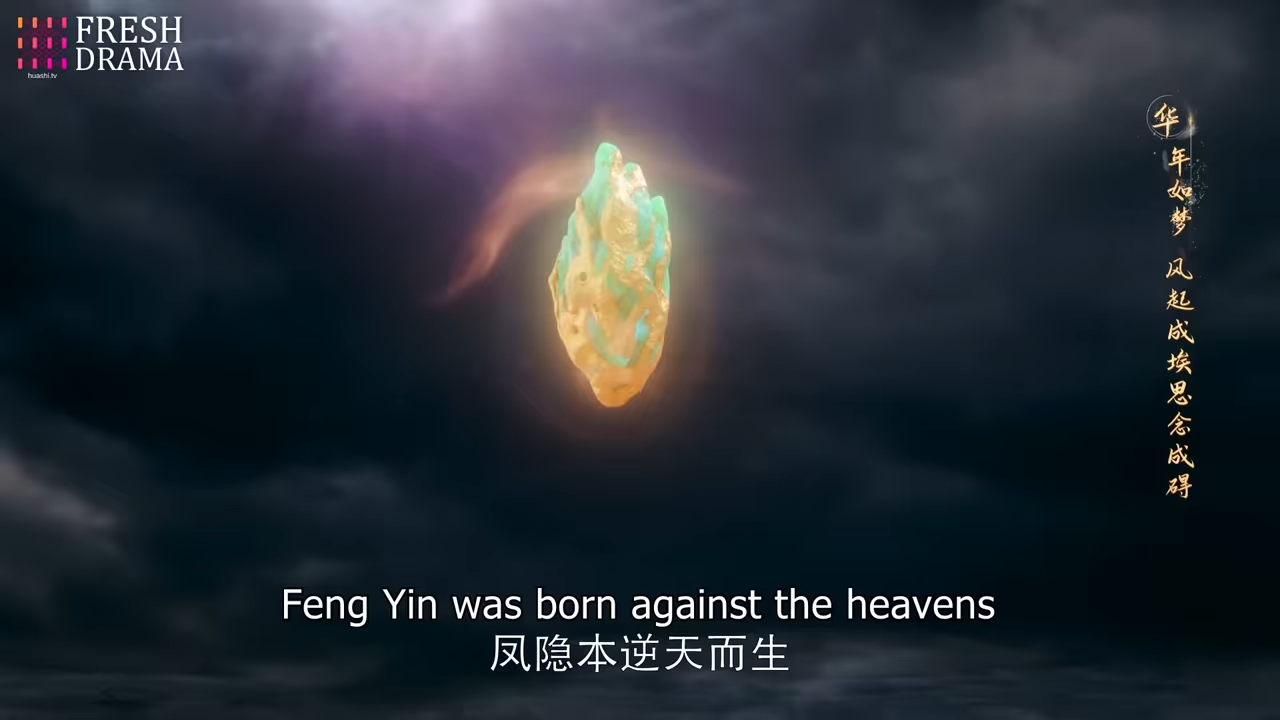 FRESH
DRAMA
huashi.tv
华年如梦 风起成埃思念成碍
Feng Yin was born against the heavens
凤隐本逆天而生